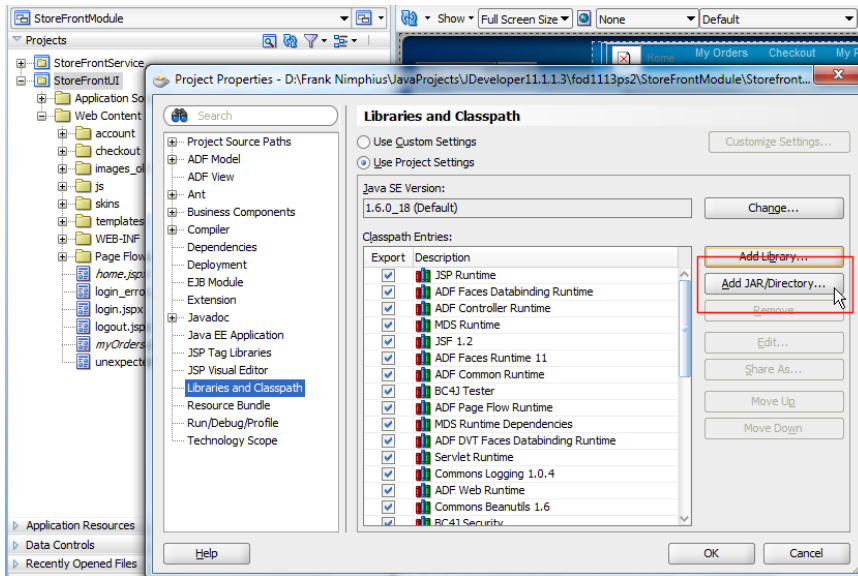 StoreFrontModule
Show
Full Screen Size
None
Default
Projects
Home
My Orders
Checkout
StoreFrontService
StoreFrontUI
Application So
Web Content
account
checkout
images_ol
js
skins
templates
WEB-INF
Page Flow
home.jspx
login_erro
login.jspx
logout.jsp
myOrders
unexpecte
Application Resources
Data Controls
Recently Opened Files
Project Properties - D:\Frank Nimphius\JavaProjects\JDeveloper11.1.1.3\fod1113ps2\StoreFrontModule\Storefront...
Search
Project Source Paths
ADF Model
ADF View
Ant
Business Components
Compiler
Dependencies
Deployment
EJB Module
Extension
Javadoc
Java EE Application
JSP Tag Libraries
JSP Visual Editor
Libraries and Classpath
Resource Bundle
Run/Debug/Profile
Technology Scope
Libraries and Classpath
Use Custom Settings
Customize Settings...
Use Project Settings
Java SE Version:
1.6.0_18 (Default)
Change...
Classpath Entries:
Export Description
JSP Runtime
ADF Faces Databinding Runtime
ADF Controller Runtime
MDS Runtime
JSF 1.2
ADF Faces Runtime 11
ADF Common Runtime
BC4J Tester
ADF Page Flow Runtime
MDS Runtime Dependencies
ADF DVT Faces Databinding Runtime
Servlet Runtime
Commons Logging 1.0.4
ADF Web Runtime
Commons Beanutils 1.6
BC4J Security
Add Library...
Add JAR/Directory...
Remove
Edit...
Share As...
Move Up
Move Down
Help
OK
Cancel